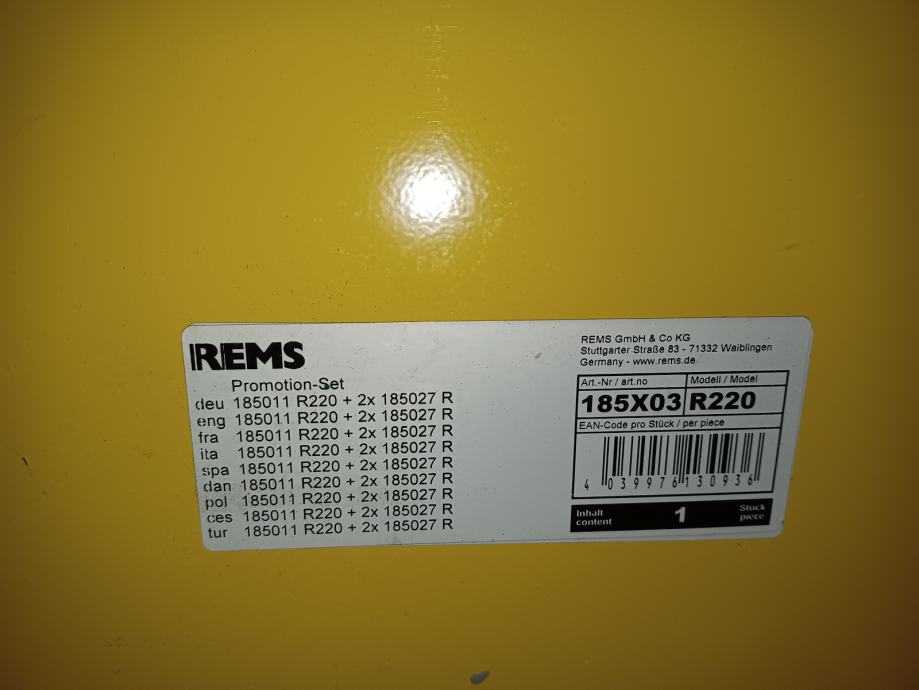 REMS
Promotion-Set
deu 185011 R220 + 2x 185027 R
eng 185011 R220 + 2x 185027 R
fra 185011 R220 + 2x 185027 R
ita 185011 R220 + 2x 185027 R
spa 185011 R220 + 2x 185027 R
dan 185011 R220 + 2x 185027 R
pol 185011 R220 + 2x 185027 R
ces 185011 R220 + 2x 185027 R
tur 185011 R220 + 2x 185027 R
REMS GmbH & Co KG
Stuttgarter Straße 83 - 71332 Waiblingen
Germany - www.rems.de
Art.-Nr / art.no Modell / Model
185X03 R220
EAN-Code pro Stück / per piece
4 039976 130936
Inhalt 1 Stück
content piece